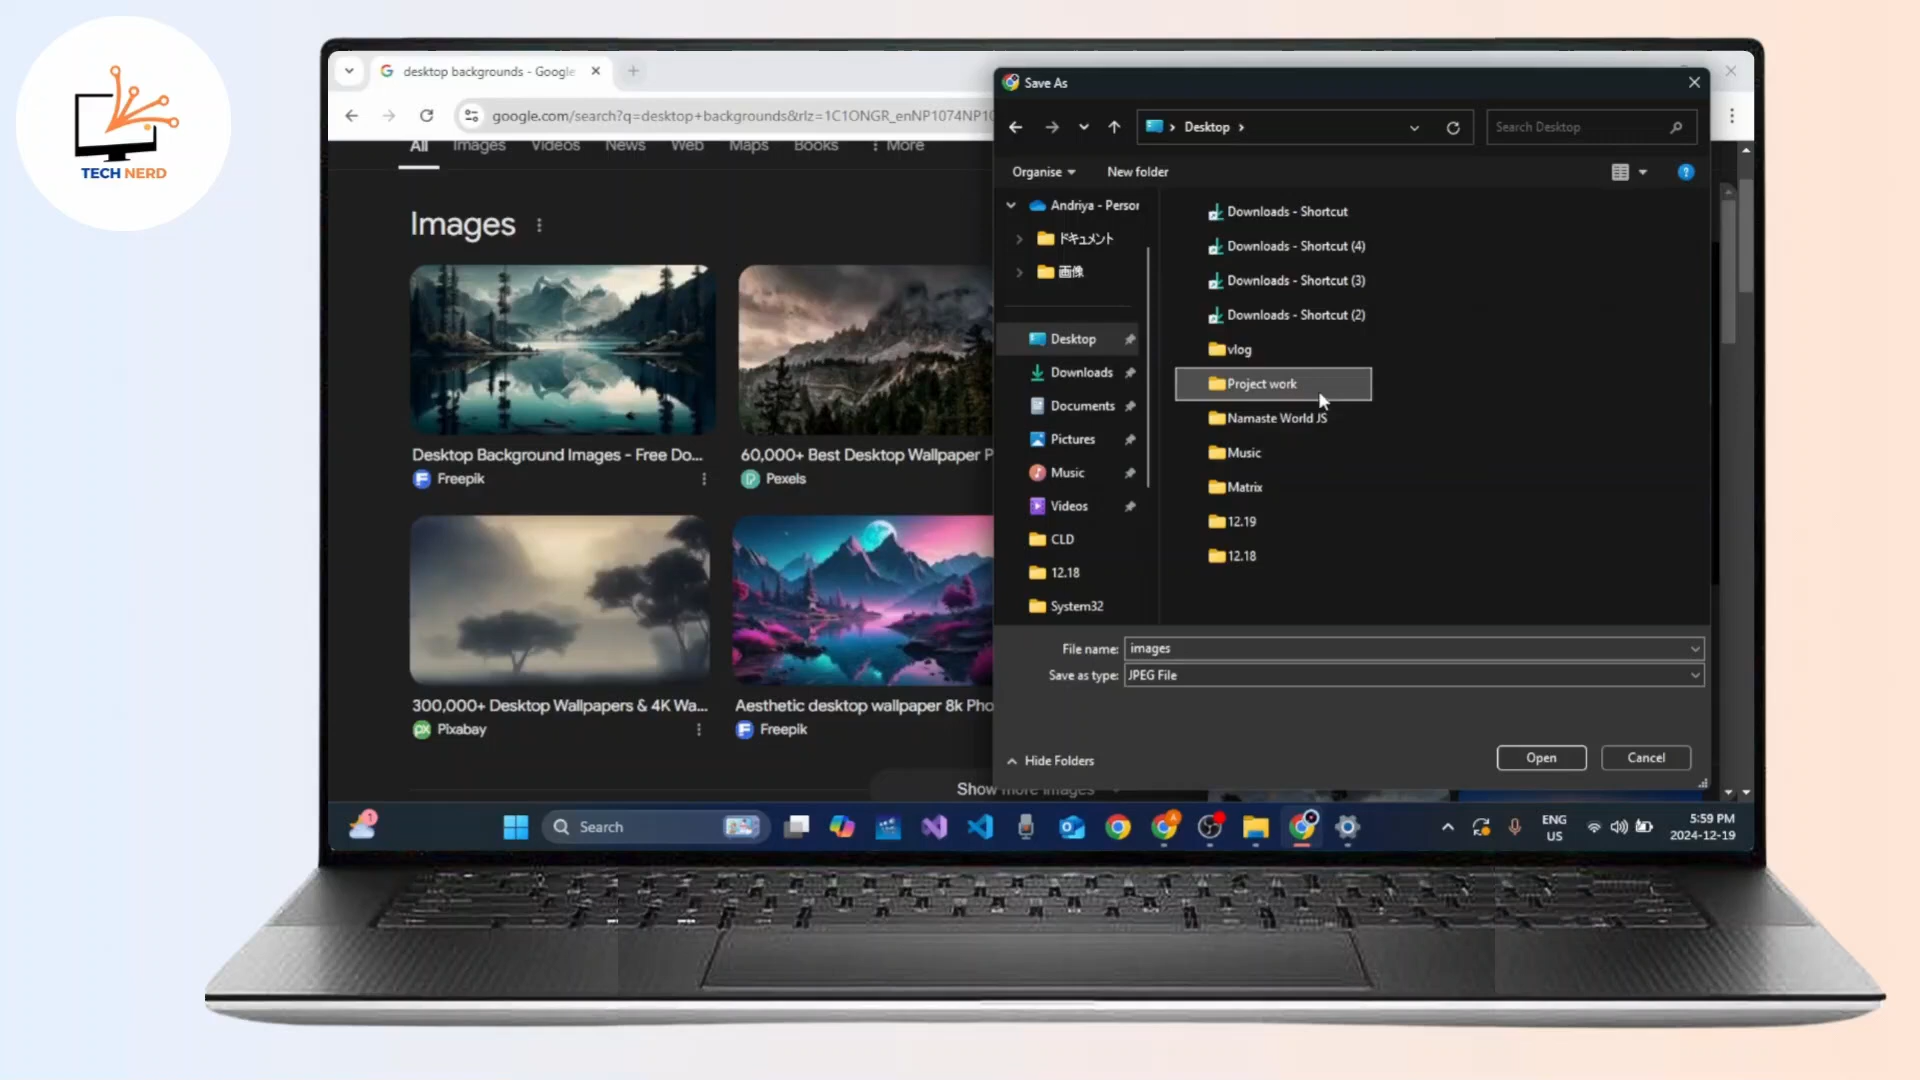 TECH NERD
desktop backgrounds - Google
google.com/search?q=desktop+backgrounds&rlz=1C1ONGR_enNP1074NP10
All Images Videos News Web Maps Books More
Images
Desktop Background Images - Free Do...
Freepik
60,000+ Best Desktop Wallpaper P
Pexels
300,000+ Desktop Wallpapers & 4K Wa...
Pixabay
Aesthetic desktop wallpaper 8k Pho
Freepik
Show more images
Save As
Desktop
Search Desktop
Organise
New folder
Andriya - Person
ドキュメント
画像
Desktop
Downloads
Documents
Pictures
Music
Videos
CLD
12.18
System32
Downloads - Shortcut
Downloads - Shortcut (4)
Downloads - Shortcut (3)
Downloads - Shortcut (2)
vlog
Project work
Namaste World JS
Music
Matrix
12.19
12.18
File name: images
Save as type: JPEG File
Hide Folders
Open
Cancel
1
Search
ENG
US
5:59 PM
2024-12-19